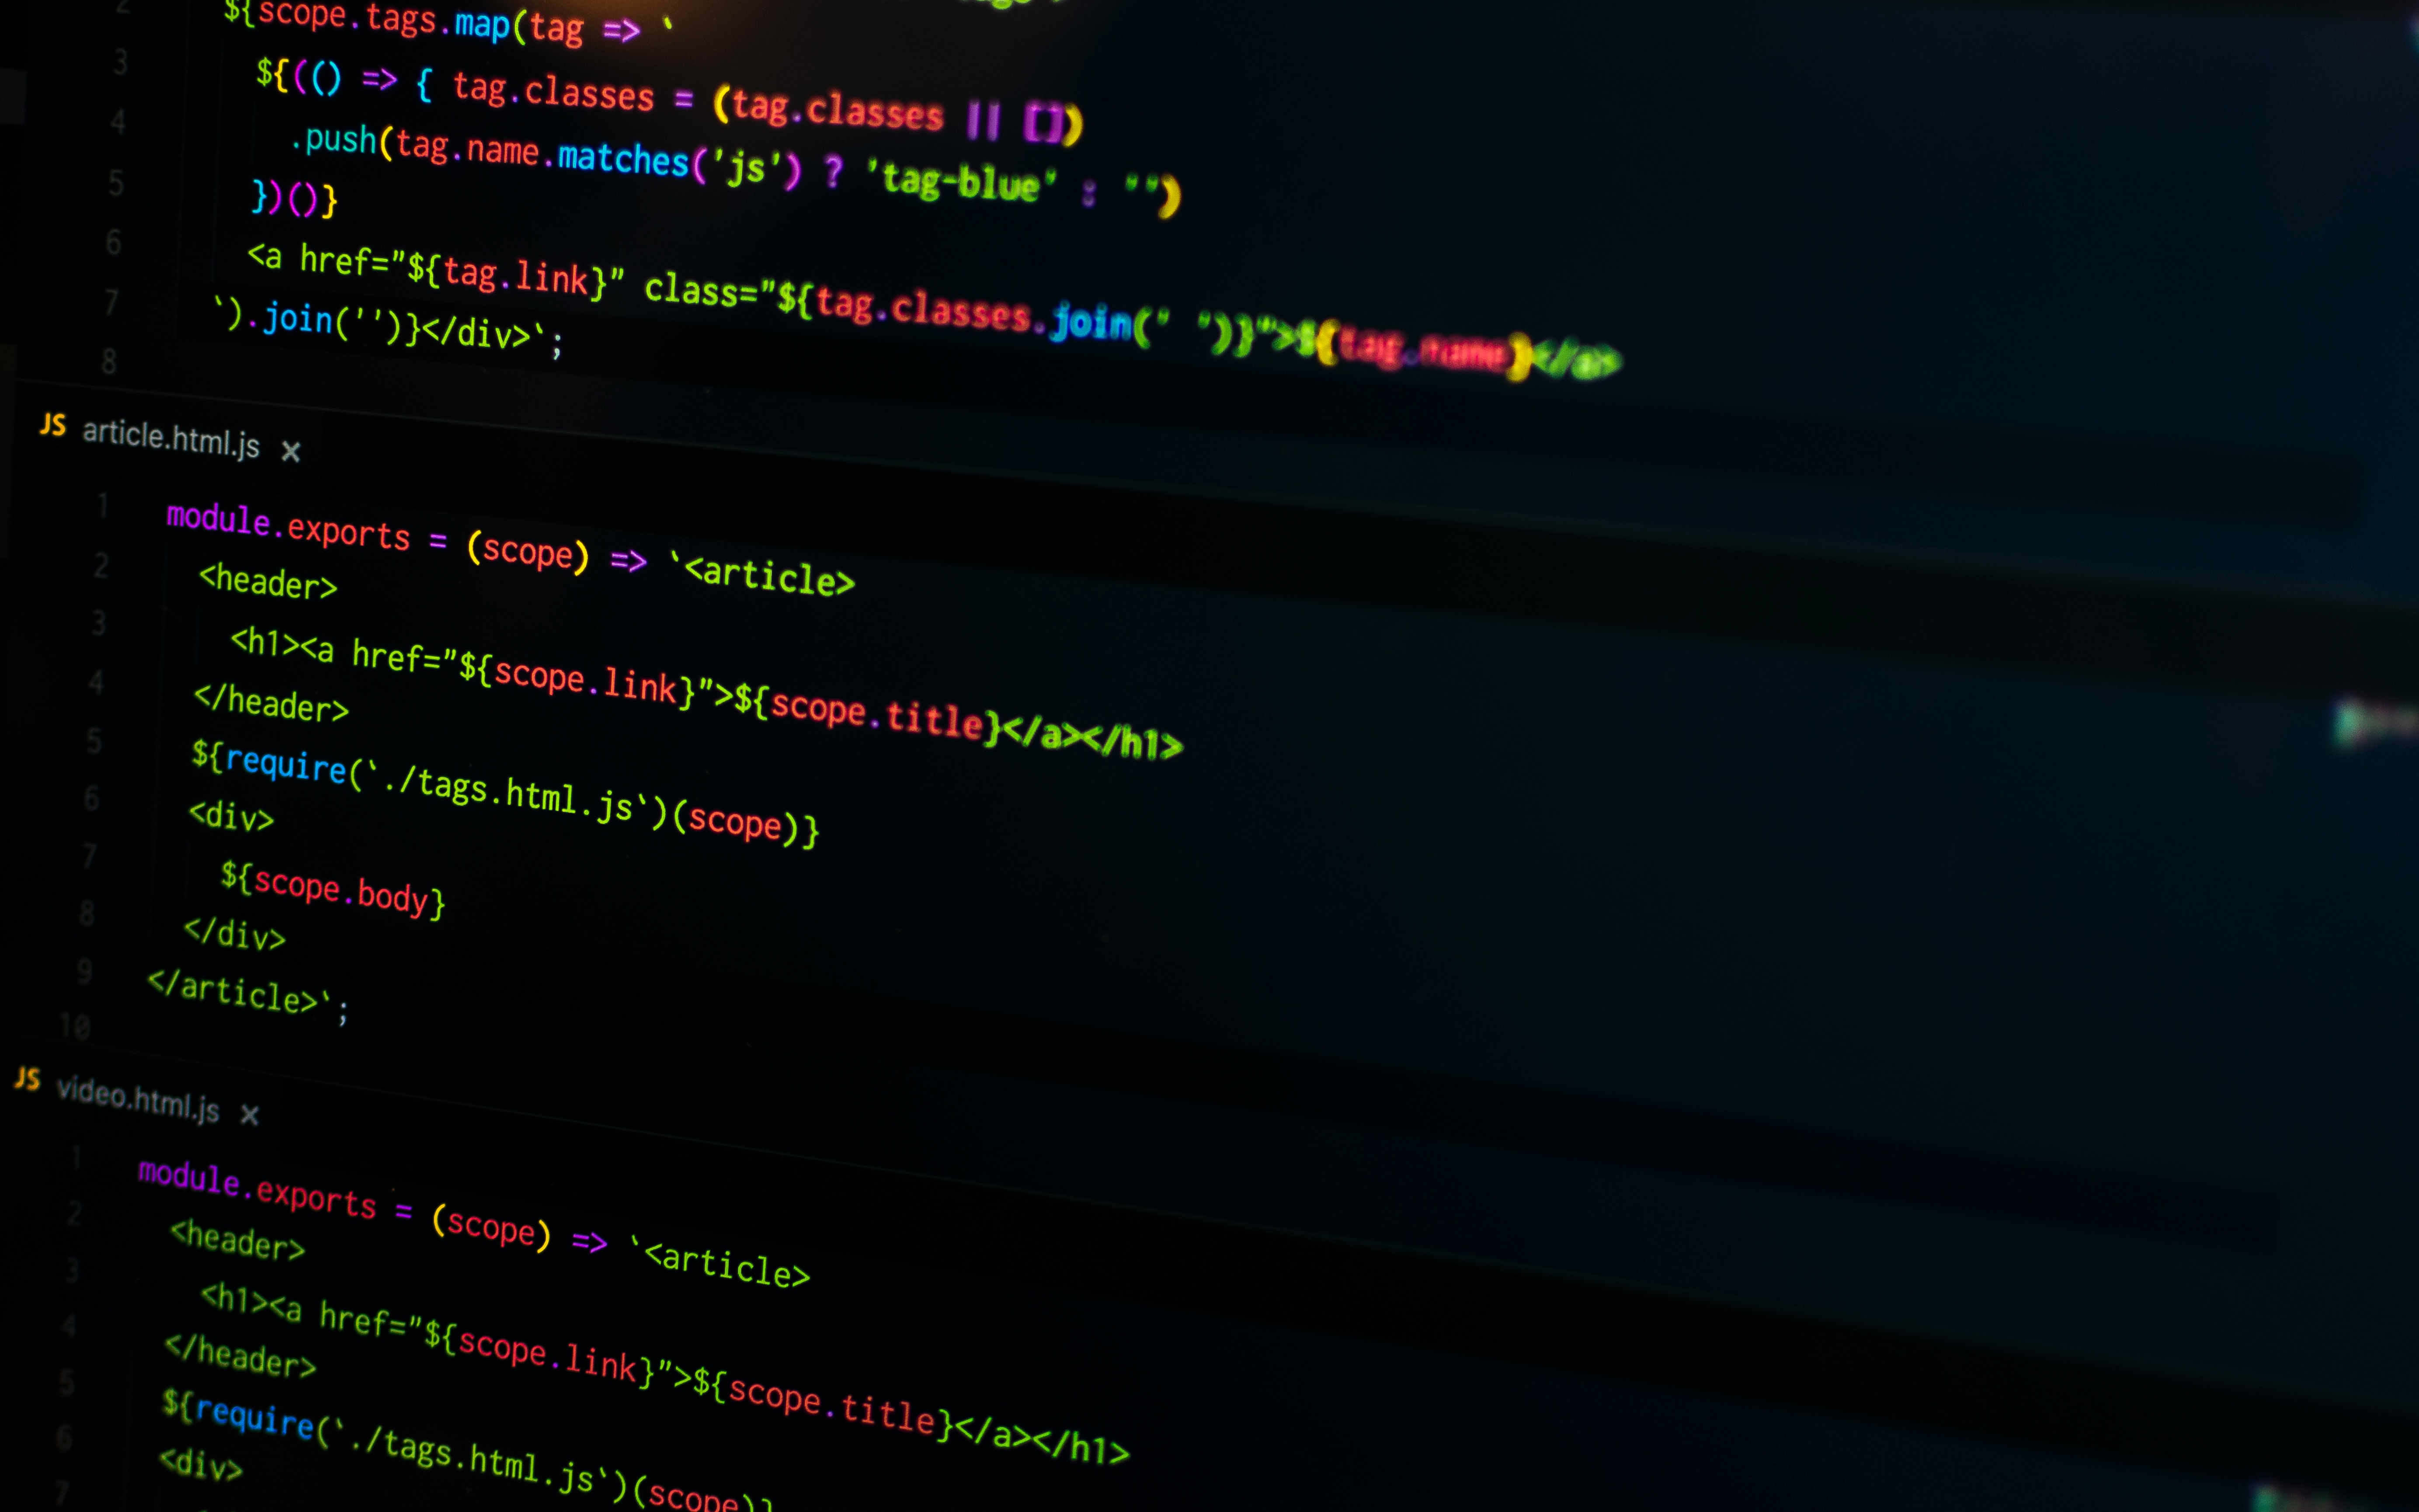 2 ${scope.tags.map(tag => `
3 ${(() => { tag.classes = (tag.classes || [])
4 .push(tag.name.matches('js') ? 'tag-blue' : '')
5 })()}
6 <a href="${tag.link}" class="${tag.classes.join(' ')}">${tag.name}</a>
7 `).join('')}</div>`;
8
JS article.html.js ×
1 module.exports = (scope) => `<article>
2 <header>
3 <h1><a href="${scope.link}">${scope.title}</a></h1>
4 </header>
5 ${require(`./tags.html.js`)(scope)}
6 <div>
7 ${scope.body}
8 </div>
9 </article>`;
10
JS video.html.js ×
1 module.exports = (scope) => `<article>
2 <header>
3 <h1><a href="${scope.link}">${scope.title}</a></h1>
4 </header>
5 ${require(`./tags.html.js`)(scope)}
6 <div>
7